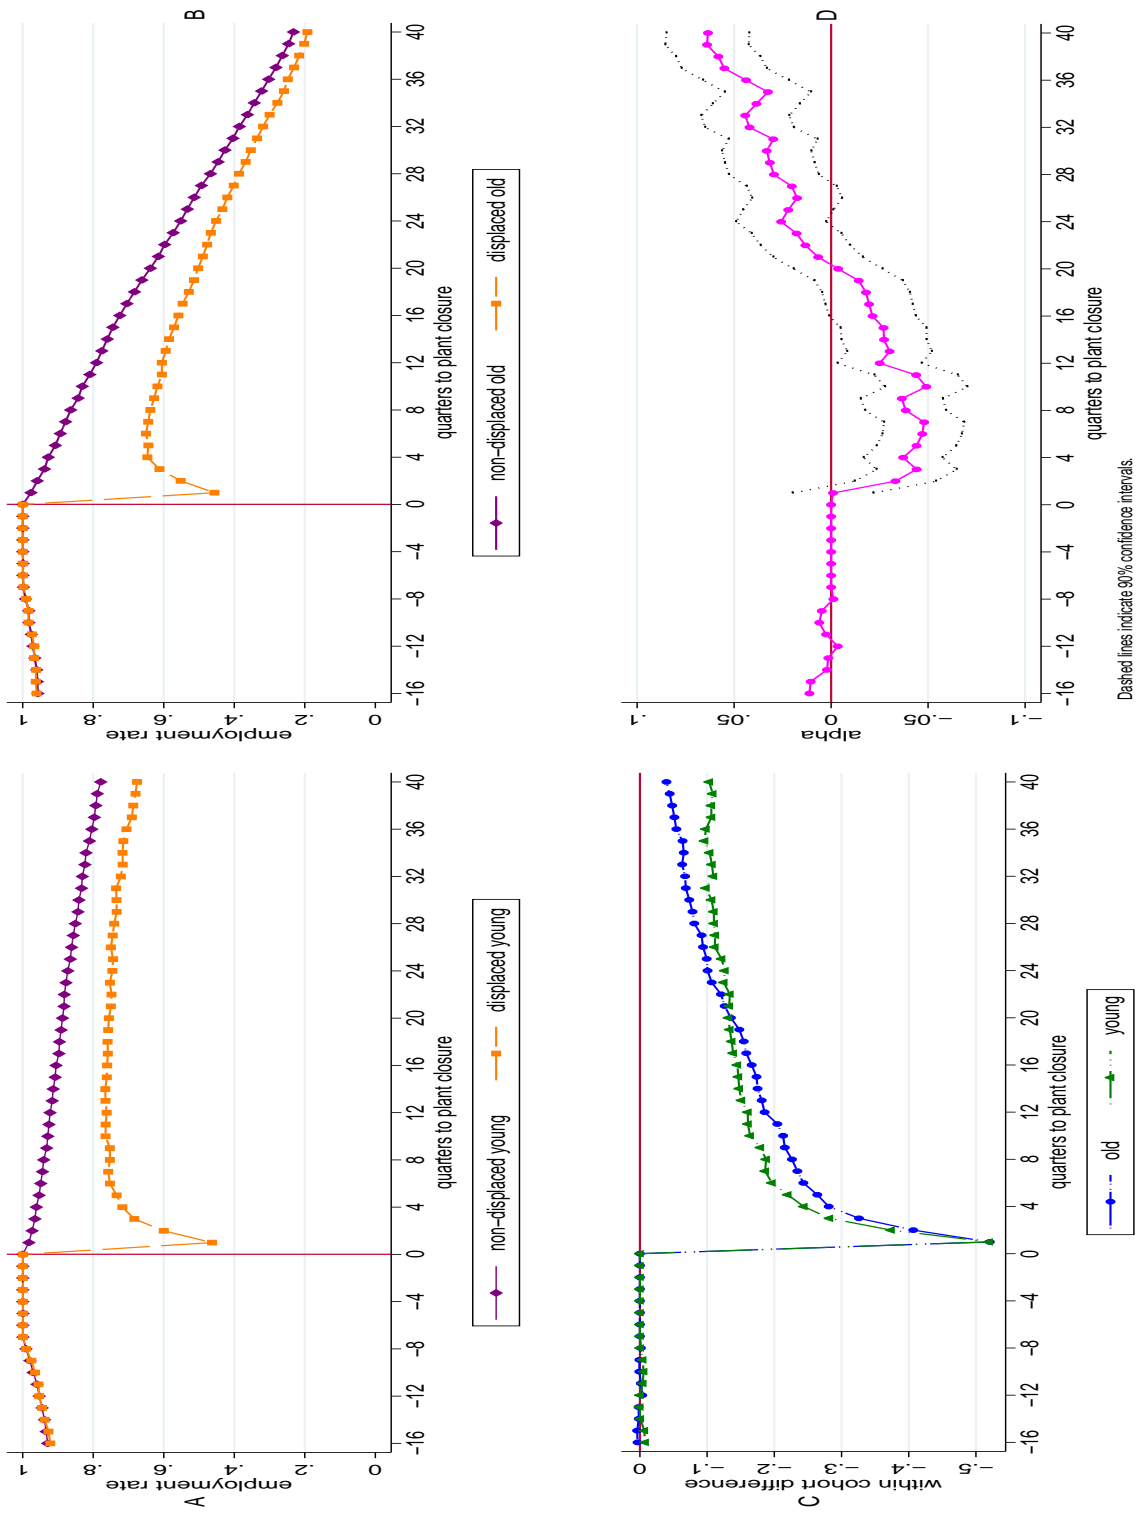 A
employment rate
1
.8
.6
.4
.2
0
−16 −12 −8 −4 0 4 8 12 16 20 24 28 32 36 40
quarters to plant closure
non−displaced young displaced young
B
employment rate
1
.8
.6
.4
.2
0
−16 −12 −8 −4 0 4 8 12 16 20 24 28 32 36 40
quarters to plant closure
non−displaced old displaced old
C
within cohort difference
0
−.1
−.2
−.3
−.4
−.5
−16 −12 −8 −4 0 4 8 12 16 20 24 28 32 36 40
quarters to plant closure
old young
D
alpha
.1
.05
0
−.05
−.1
−16 −12 −8 −4 0 4 8 12 16 20 24 28 32 36 40
quarters to plant closure
Dashed lines indicate 90% confidence intervals.